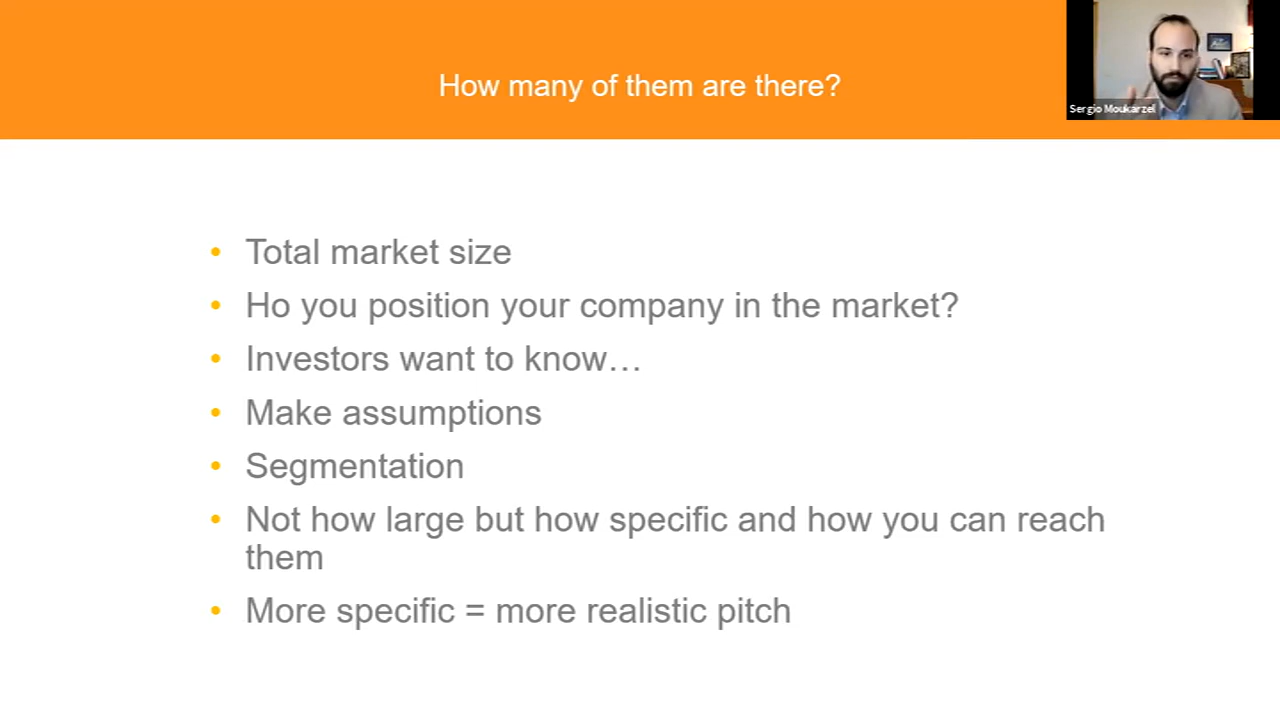 How many of them are there?
Sergio Moukarzel
• Total market size
• Ho you position your company in the market?
• Investors want to know…
• Make assumptions
• Segmentation
• Not how large but how specific and how you can reach
them
• More specific = more realistic pitch